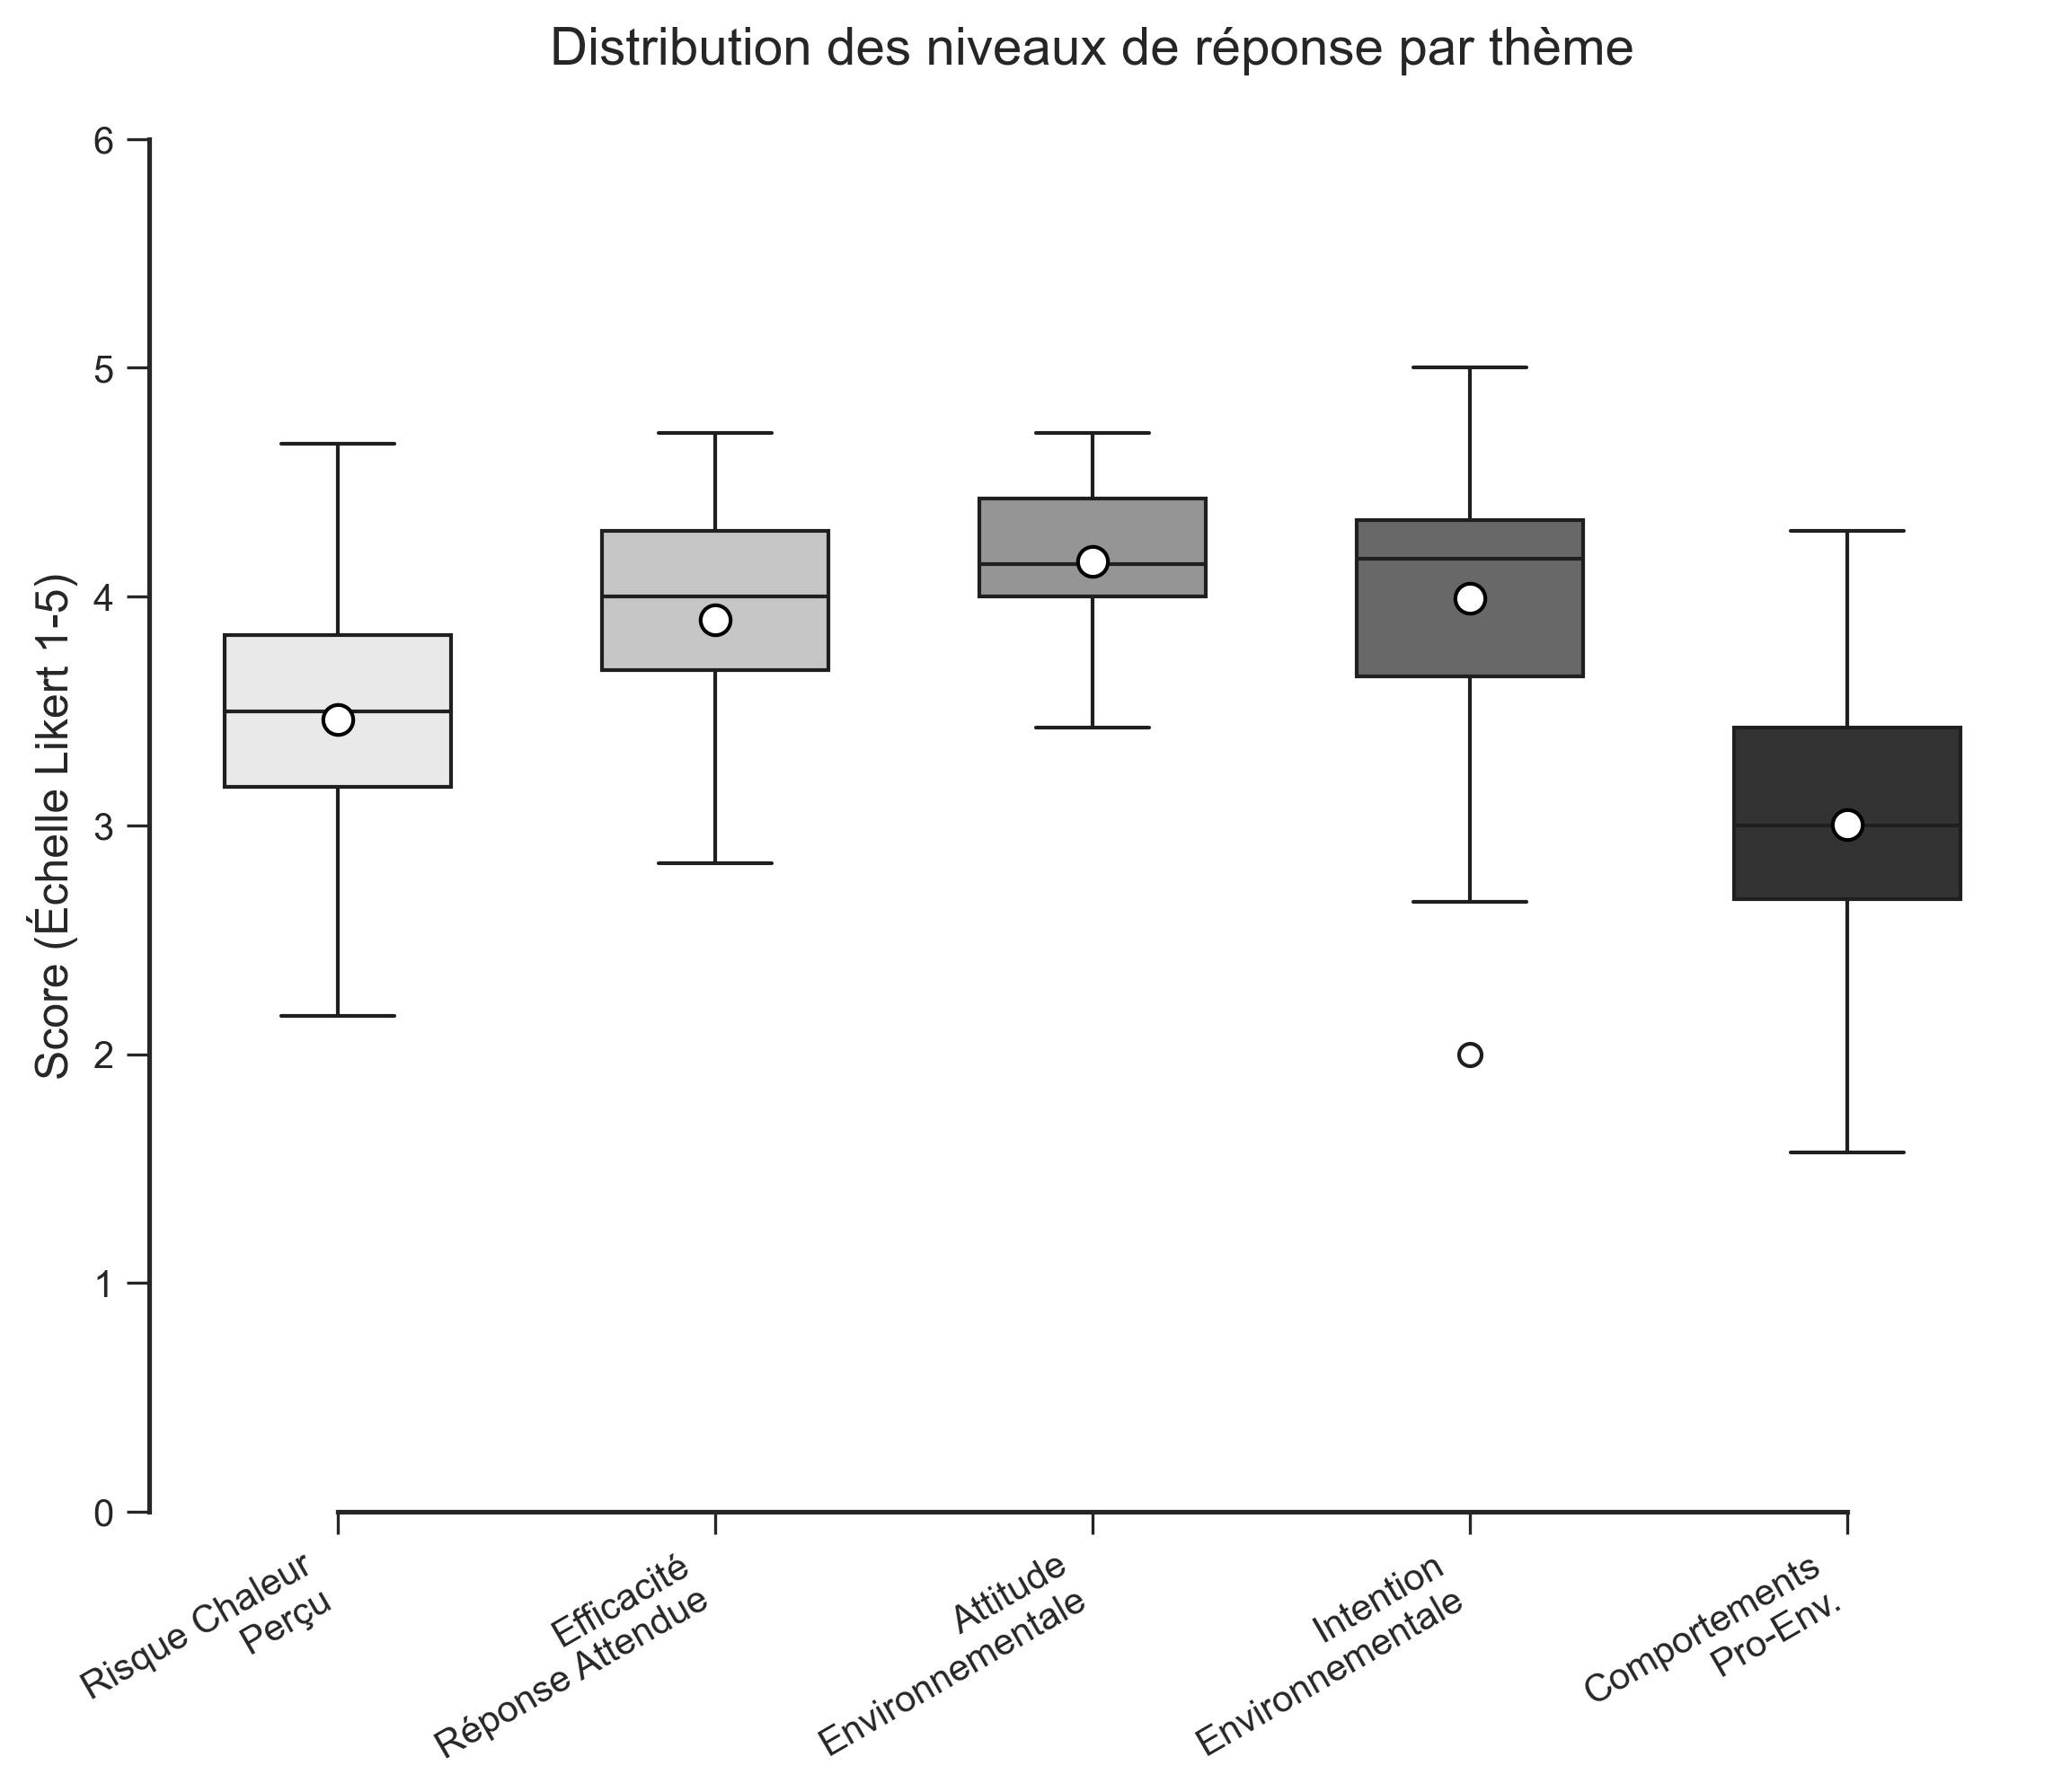 Distribution des niveaux de réponse par thème
Score (Échelle Likert 1-5)
6
5
4
3
2
1
0
Risque Chaleur
Perçu
Efficacité
Réponse Attendue
Attitude
Environnementale
Intention
Environnementale
Comportements
Pro-Env.